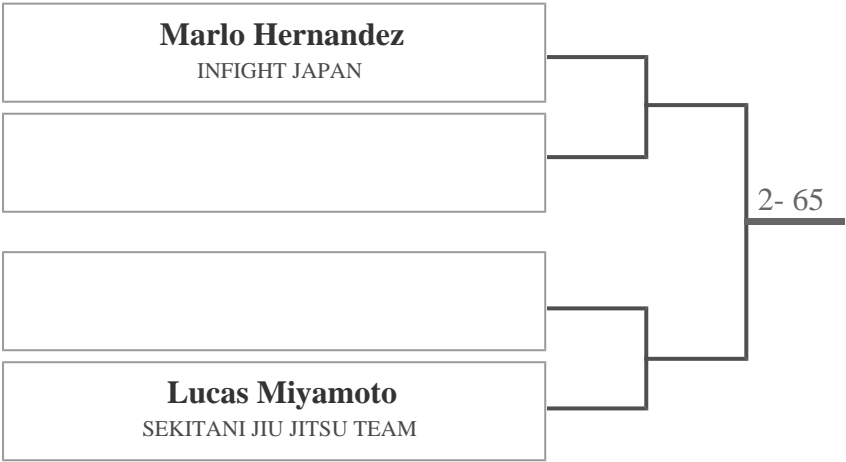 Marlo Hernandez
INFIGHT JAPAN
2- 65
Lucas Miyamoto
SEKITANI JIU JITSU TEAM